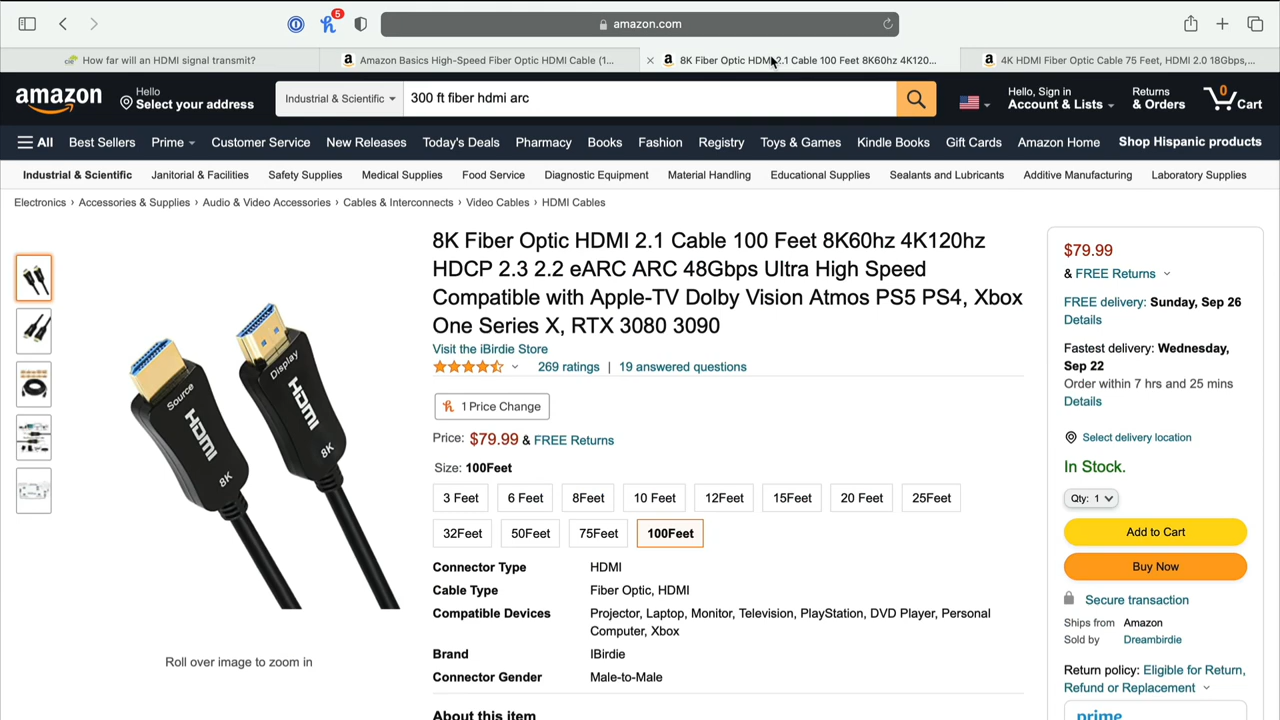 5
amazon.com
How far will an HDMI signal transmit?
Amazon Basics High-Speed Fiber Optic HDMI Cable (1...
8K Fiber Optic HDMI 2.1 Cable 100 Feet 8K60hz 4K120...
4K HDMI Fiber Optic Cable 75 Feet, HDMI 2.0 18Gbps,...
amazon
Hello
Select your address
Industrial & Scientific
300 ft fiber hdmi arc
Hello, Sign in
Account & Lists
Returns
& Orders
0
Cart
All
Best Sellers
Prime
Customer Service
New Releases
Today's Deals
Pharmacy
Books
Fashion
Registry
Toys & Games
Kindle Books
Gift Cards
Amazon Home
Shop Hispanic products
Industrial & Scientific
Janitorial & Facilities
Safety Supplies
Medical Supplies
Food Service
Diagnostic Equipment
Material Handling
Educational Supplies
Sealants and Lubricants
Additive Manufacturing
Laboratory Supplies
Electronics › Accessories & Supplies › Audio & Video Accessories › Cables & Interconnects › Video Cables › HDMI Cables
Source
HDMI
8K
Display
HDMI
8K
Roll over image to zoom in
8K Fiber Optic HDMI 2.1 Cable 100 Feet 8K60hz 4K120hz
HDCP 2.3 2.2 eARC ARC 48Gbps Ultra High Speed
Compatible with Apple-TV Dolby Vision Atmos PS5 PS4, Xbox
One Series X, RTX 3080 3090
Visit the iBirdie Store
269 ratings | 19 answered questions
1 Price Change
Price: $79.99 & FREE Returns
Size: 100Feet
3 Feet
6 Feet
8Feet
10 Feet
12Feet
15Feet
20 Feet
25Feet
32Feet
50Feet
75Feet
100Feet
Connector Type HDMI
Cable Type Fiber Optic, HDMI
Compatible Devices Projector, Laptop, Monitor, Television, PlayStation, DVD Player, Personal
Computer, Xbox
Brand IBirdie
Connector Gender Male-to-Male
About this item
$79.99
& FREE Returns
FREE delivery: Sunday, Sep 26
Details
Fastest delivery: Wednesday,
Sep 22
Order within 7 hrs and 25 mins
Details
Select delivery location
In Stock.
Qty: 1
Add to Cart
Buy Now
Secure transaction
Ships from Amazon
Sold by Dreambirdie
Return policy: Eligible for Return,
Refund or Replacement
prime